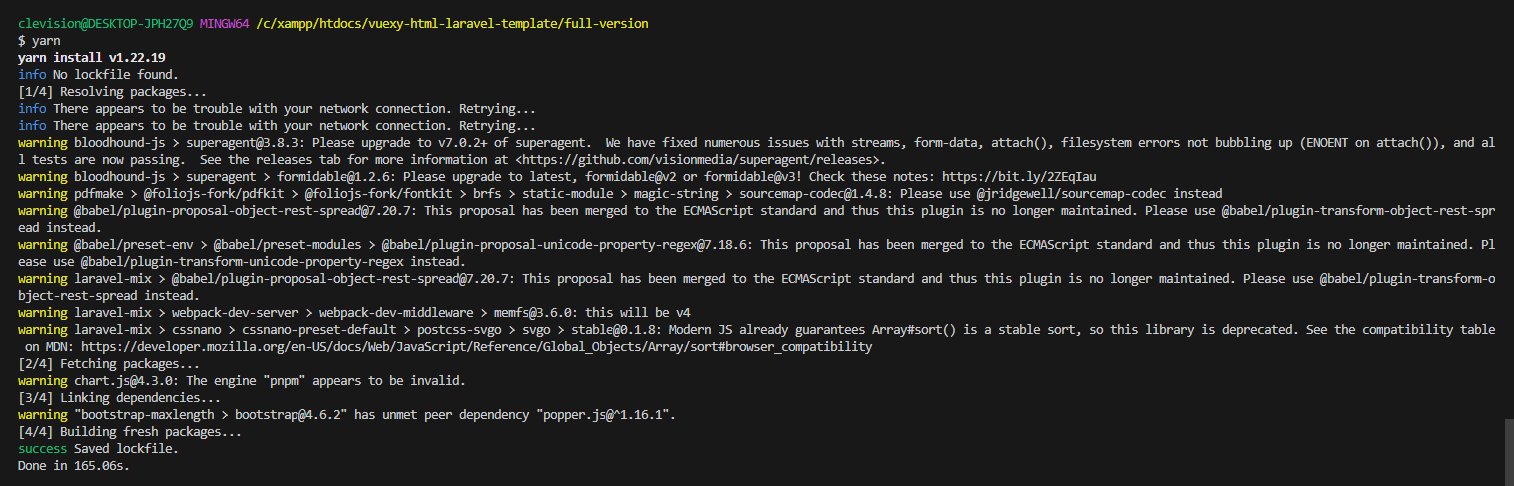 clevision@DESKTOP-JPH27Q9 MINGW64 /c/xampp/htdocs/vuexy-html-laravel-template/full-version
$ yarn
yarn install v1.22.19
info No lockfile found.
[1/4] Resolving packages...
info There appears to be trouble with your network connection. Retrying...
info There appears to be trouble with your network connection. Retrying...
warning bloodhound-js > superagent@3.8.3: Please upgrade to v7.0.2+ of superagent.  We have fixed numerous issues with streams, form-data, attach(), filesystem errors not bubbling up (ENOENT on attach()), and al
l tests are now passing.  See the releases tab for more information at <https://github.com/visionmedia/superagent/releases>.
warning bloodhound-js > superagent > formidable@1.2.6: Please upgrade to latest, formidable@v2 or formidable@v3! Check these notes: https://bit.ly/2ZEqIau
warning pdfmake > @foliojs-fork/pdfkit > @foliojs-fork/fontkit > brfs > static-module > magic-string > sourcemap-codec@1.4.8: Please use @jridgewell/sourcemap-codec instead
warning @babel/plugin-proposal-object-rest-spread@7.20.7: This proposal has been merged to the ECMAScript standard and thus this plugin is no longer maintained. Please use @babel/plugin-transform-object-rest-spr
ead instead.
warning @babel/preset-env > @babel/preset-modules > @babel/plugin-proposal-unicode-property-regex@7.18.6: This proposal has been merged to the ECMAScript standard and thus this plugin is no longer maintained. Pl
ease use @babel/plugin-transform-unicode-property-regex instead.
warning laravel-mix > @babel/plugin-proposal-object-rest-spread@7.20.7: This proposal has been merged to the ECMAScript standard and thus this plugin is no longer maintained. Please use @babel/plugin-transform-o
bject-rest-spread instead.
warning laravel-mix > webpack-dev-server > webpack-dev-middleware > memfs@3.6.0: this will be v4
warning laravel-mix > cssnano > cssnano-preset-default > postcss-svgo > svgo > stable@0.1.8: Modern JS already guarantees Array#sort() is a stable sort, so this library is deprecated. See the compatibility table
 on MDN: https://developer.mozilla.org/en-US/docs/Web/JavaScript/Reference/Global_Objects/Array/sort#browser_compatibility
[2/4] Fetching packages...
warning chart.js@4.3.0: The engine "pnpm" appears to be invalid.
[3/4] Linking dependencies...
warning "bootstrap-maxlength > bootstrap@4.6.2" has unmet peer dependency "popper.js@^1.16.1".
[4/4] Building fresh packages...
success Saved lockfile.
Done in 165.06s.